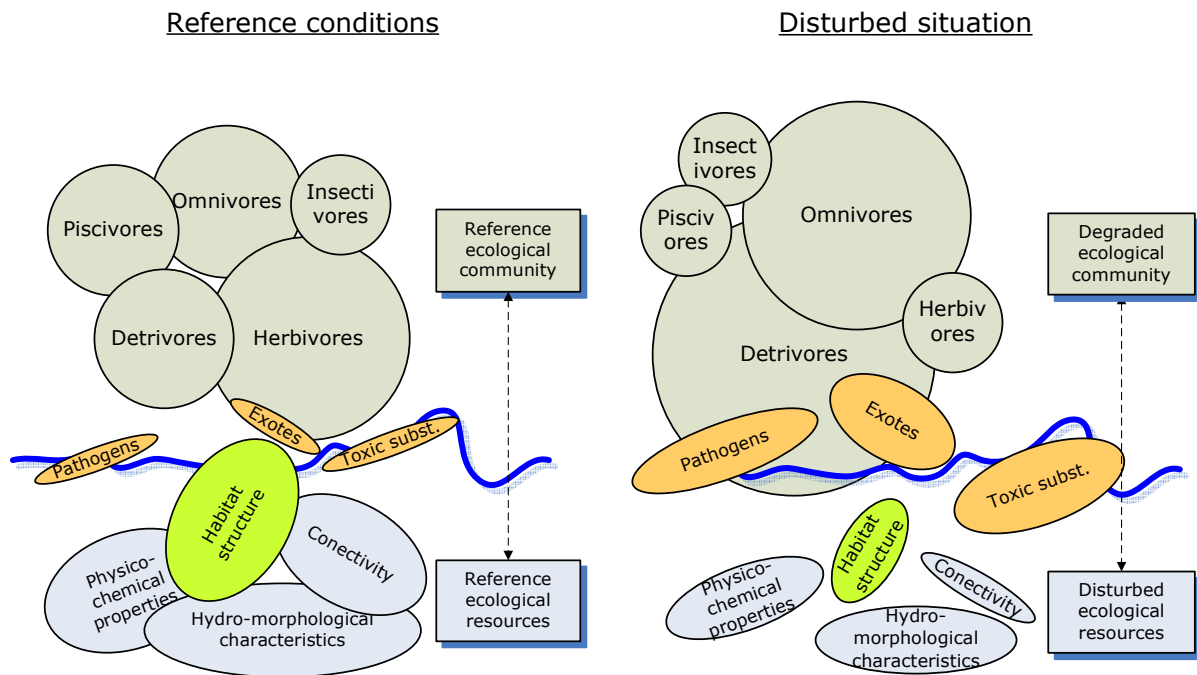 Reference conditions
Omnivores
Insecti
vores
Piscivores
Detrivores
Herbivores
Reference
ecological
community
Exotes
Toxic subst.
Pathogens
Habitat
structure
Conectivity
Physico-
chemical
properties
Hydro-morphological
characteristics
Reference
ecological
resources
Disturbed situation
Insect
ivores
Omnivores
Pisciv
ores
Herbiv
ores
Detrivores
Degraded
ecological
community
Exotes
Pathogens
Toxic subst.
Habitat
structure
Physico-
chemical
properties
Conectivity
Hydro-
morphological
characteristics
Disturbed
ecological
resources